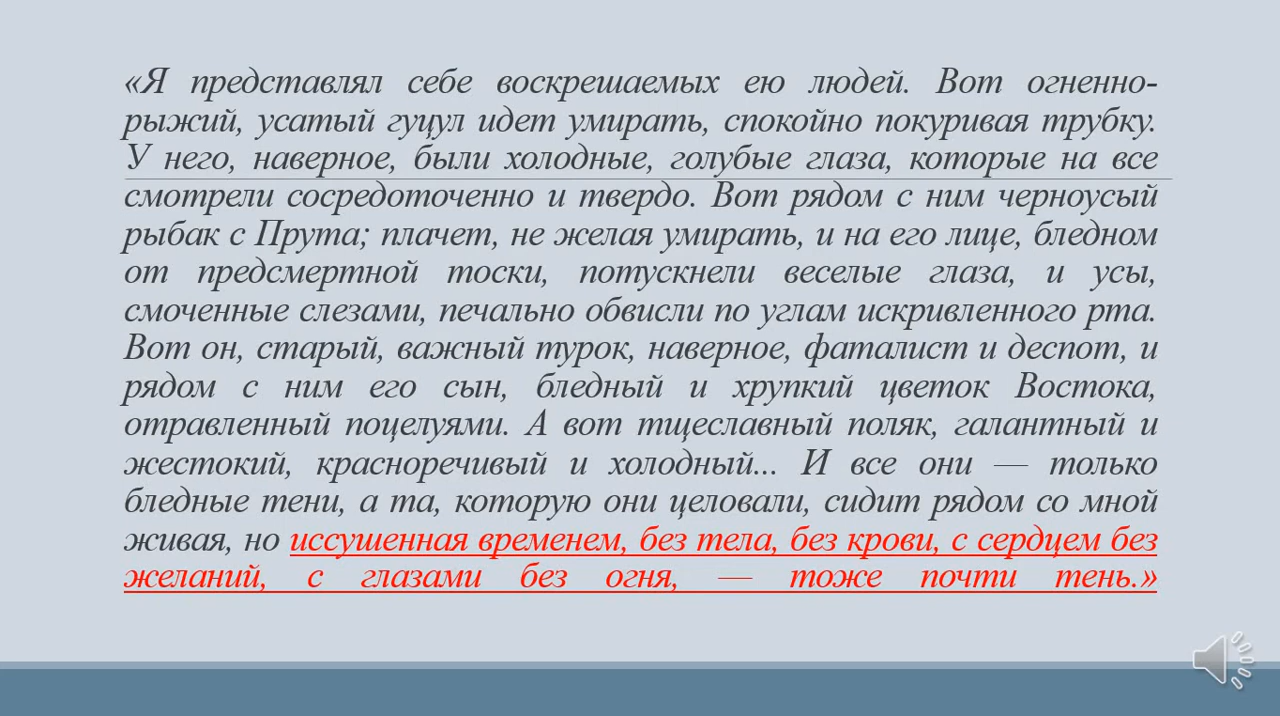 «Я представлял себе воскрешаемых ею людей. Вот огненно-
рыжий, усатый гуцул идет умирать, спокойно покуривая трубку.
У него, наверное, были холодные, голубые глаза, которые на все
смотрели сосредоточенно и твердо. Вот рядом с ним черноусый
рыбак с Прута; плачет, не желая умирать, и на его лице, бледном
от предсмертной тоски, потускнели веселые глаза, и усы,
смоченные слезами, печально обвисли по углам искривленного рта.
Вот он, старый, важный турок, наверное, фаталист и деспот, и
рядом с ним его сын, бледный и хрупкий цветок Востока,
отравленный поцелуями. А вот тщеславный поляк, галантный и
жестокий, красноречивый и холодный... И все они — только
бледные тени, а та, которую они целовали, сидит рядом со мной
живая, но иссушенная временем, без тела, без крови, с сердцем без
желаний, с глазами без огня, — тоже почти тень.»